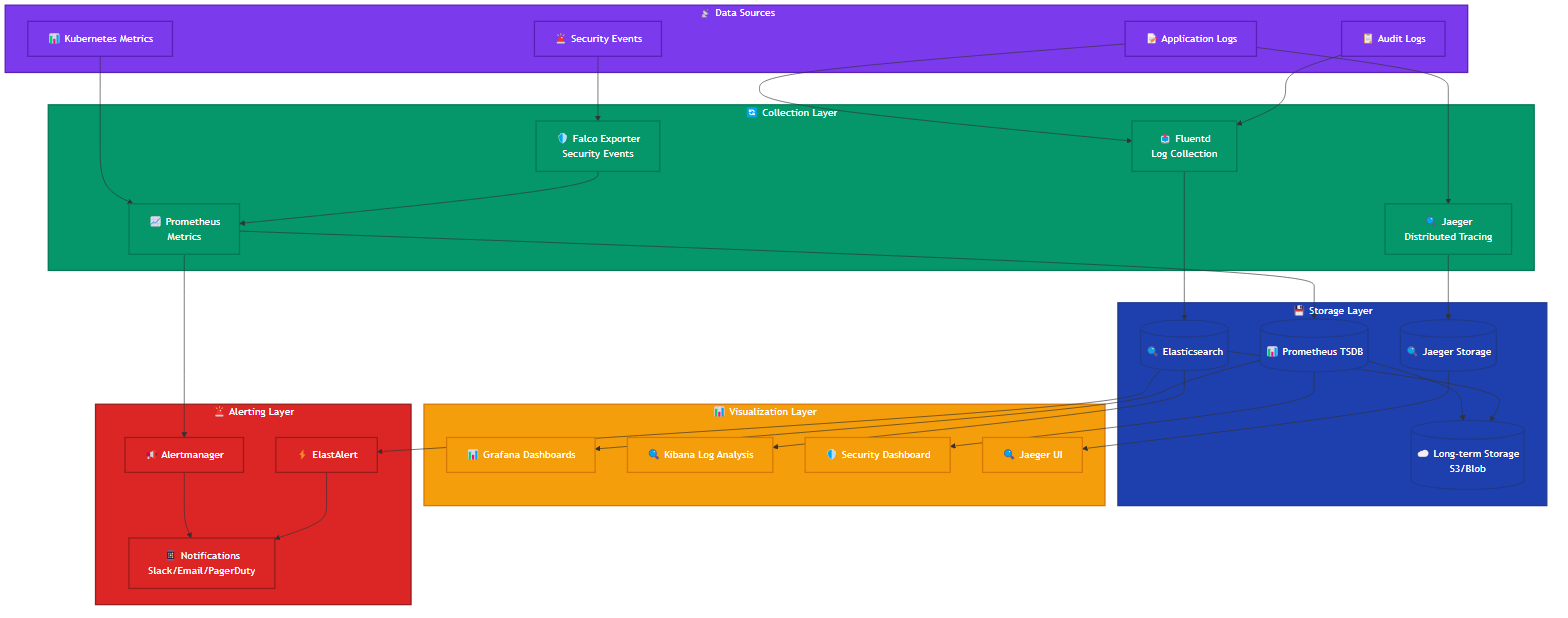 Data Sources
Kubernetes Metrics
Security Events
Application Logs
Audit Logs
Collection Layer
Falco Exporter
Security Events
Fluentd
Log Collection
Prometheus
Metrics
Jaeger
Distributed Tracing
Storage Layer
Elasticsearch
Prometheus TSDB
Jaeger Storage
Long-term Storage
S3/Blob
Alerting Layer
Alertmanager
ElastAlert
Notifications
Slack/Email/PagerDuty
Visualization Layer
Grafana Dashboards
Kibana Log Analysis
Security Dashboard
Jaeger UI